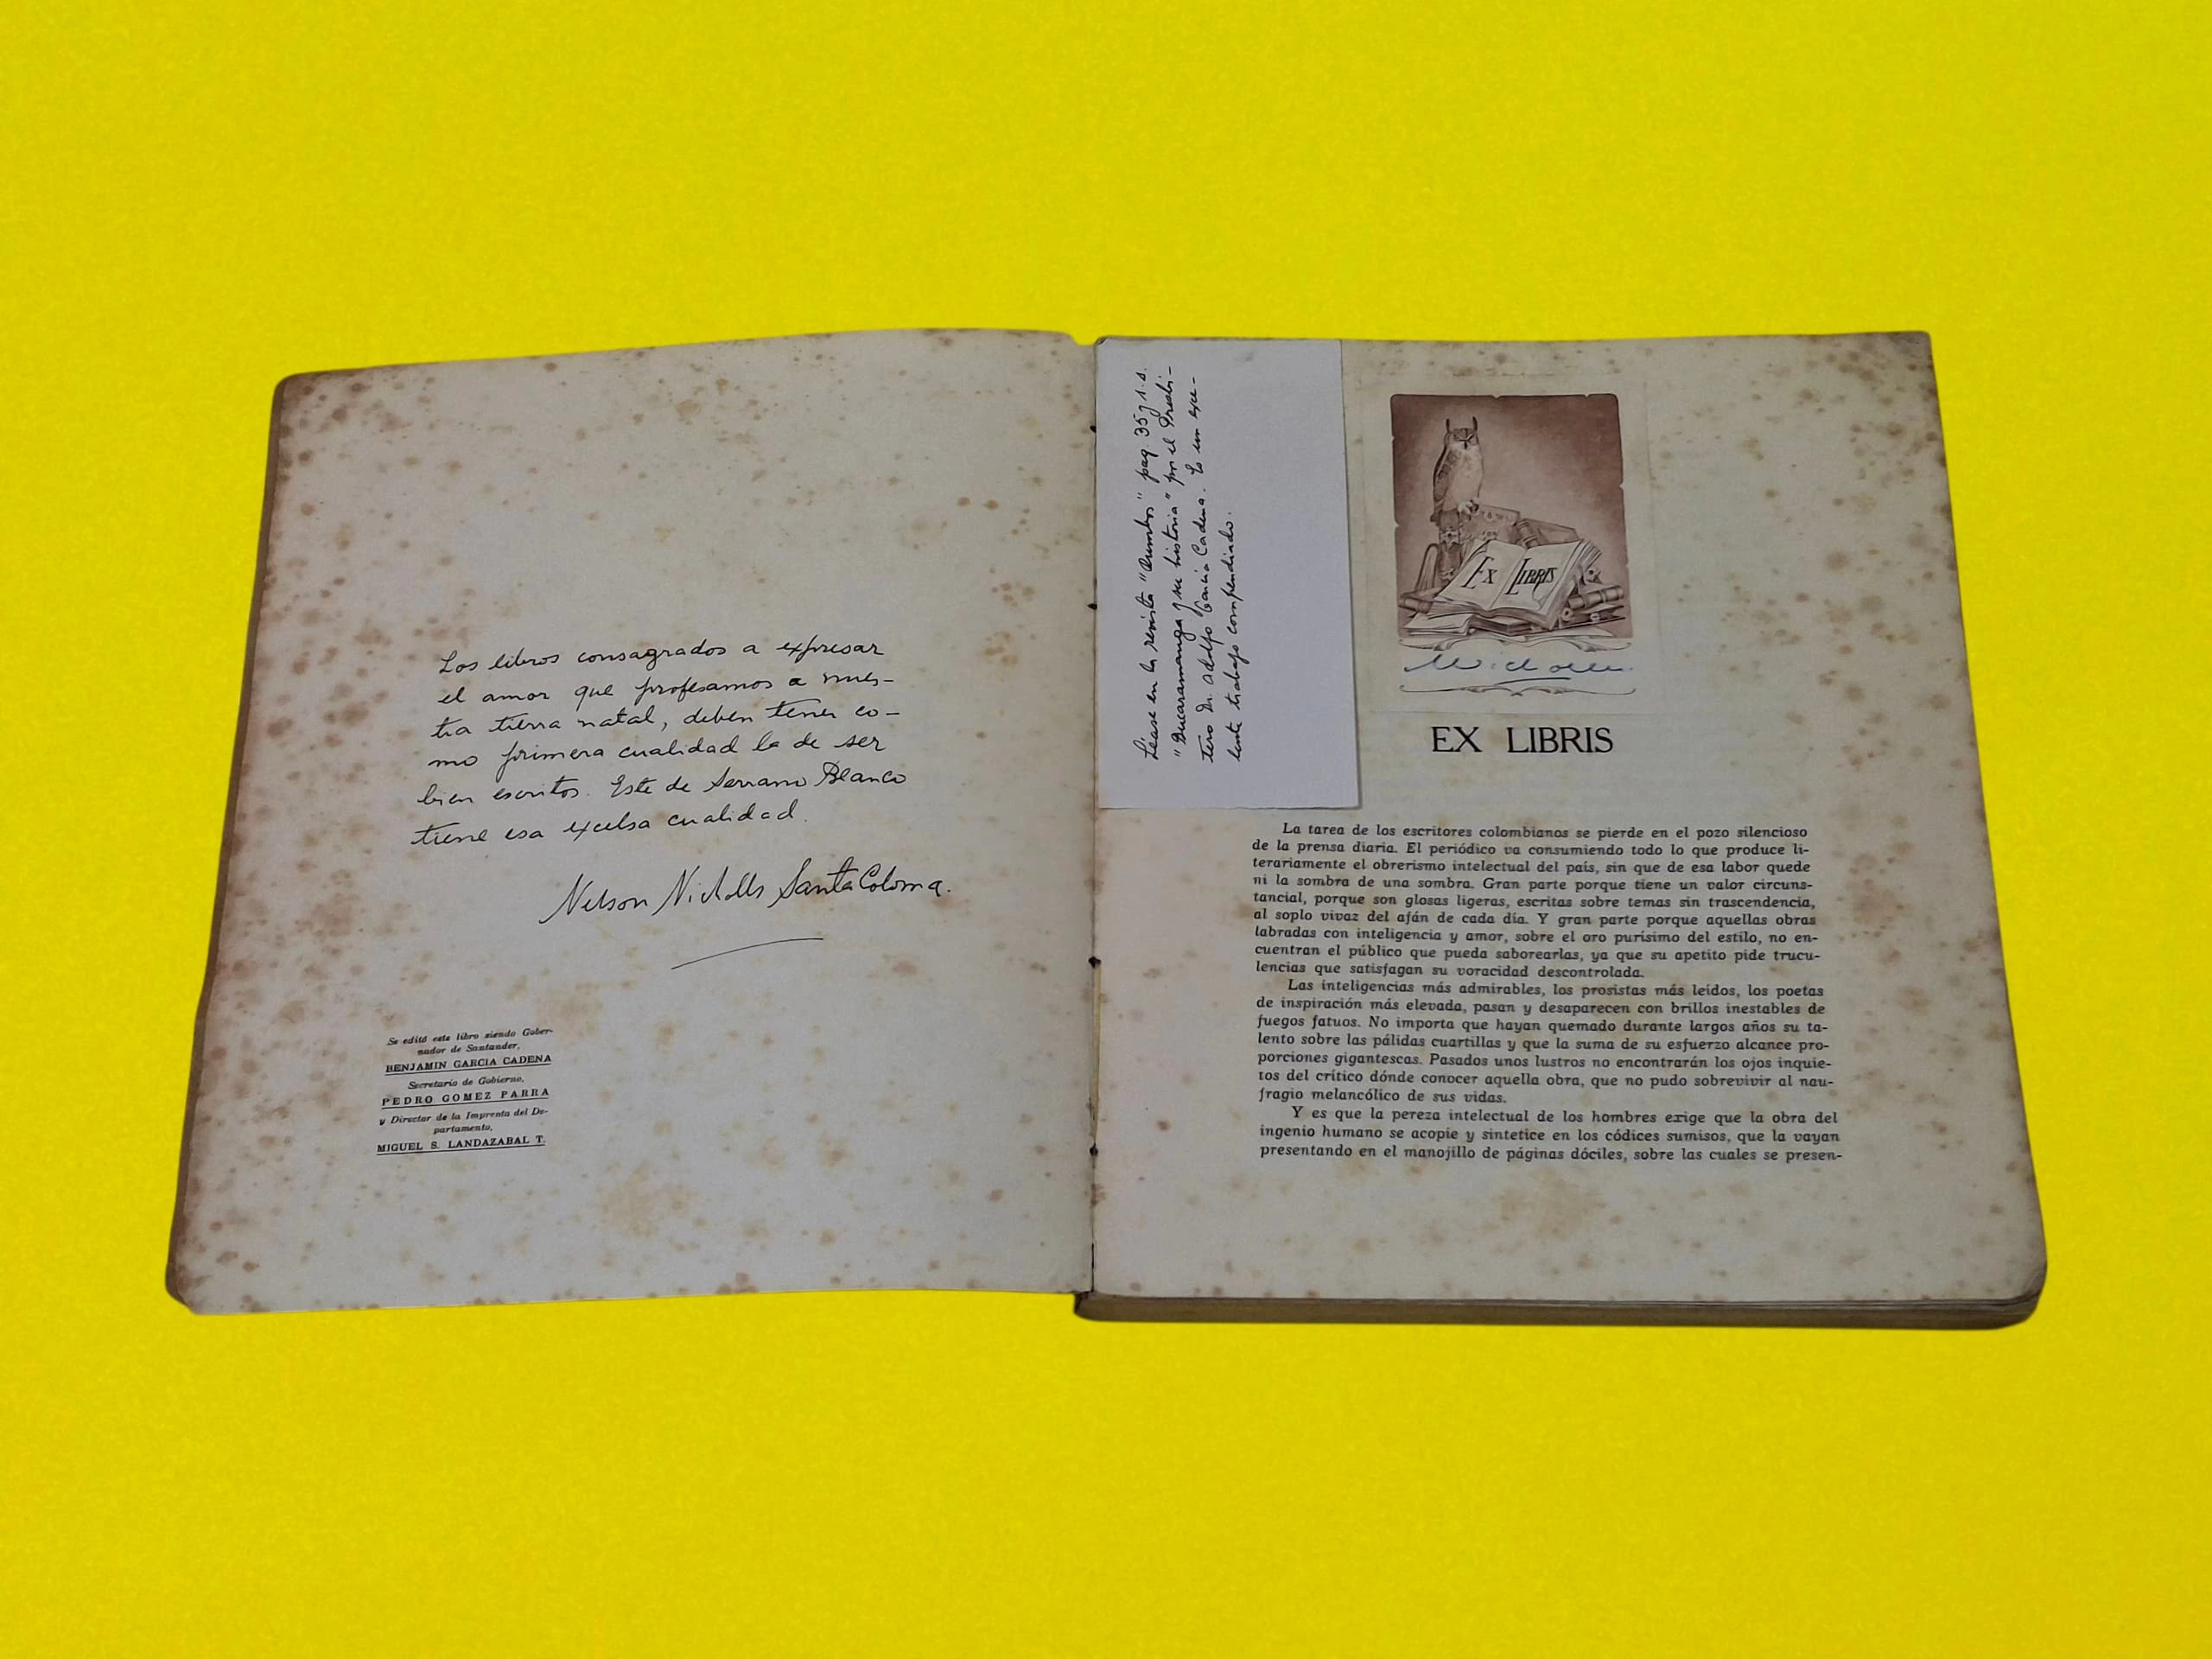 Los libros consagrados a expresar
el amor que profesamos a nues-
tra tierra natal, deben tener co-
mo primera cualidad la de ser
bien escritos. Este de Serrano Blanco
tiene esa excelsa cualidad.
Nelson Nicholls SantaColoma.
Se editó este libro siendo Gober-
nador de Santander,
BENJAMIN GARCIA CADENA
Secretario de Gobierno,
PEDRO GOMEZ PARRA
y Director de la Imprenta del De-
partamento,
MIGUEL S. LANDAZABAL T.
Léase en la revista "Rumbos" pag. 35 y s.s.
"Bucaramanga y su historia" por el Presbí-
tero Dr. Adolfo García Cadena. Es un exce-
lente trabajo compendiado.
EX LIBRIS
Nicholls
EX LIBRIS
La tarea de los escritores colombianos se pierde en el pozo silencioso
de la prensa diaria. El periódico va consumiendo todo lo que produce li-
terariamente el obrerismo intelectual del país, sin que de esa labor quede
ni la sombra de una sombra. Gran parte porque tiene un valor circuns-
tancial, porque son glosas ligeras, escritas sobre temas sin trascendencia,
al soplo vivaz del afán de cada día. Y gran parte porque aquellas obras
labradas con inteligencia y amor, sobre el oro purísimo del estilo, no en-
cuentran el público que pueda saborearlas, ya que su apetito pide trucu-
lencias que satisfagan su voracidad descontrolada.
Las inteligencias más admirables, los prosistas más leídos, los poetas
de inspiración más elevada, pasan y desaparecen con brillos inestables de
fuegos fatuos. No importa que hayan quemado durante largos años su ta-
lento sobre las pálidas cuartillas y que la suma de su esfuerzo alcance pro-
porciones gigantescas. Pasados unos lustros no encontrarán los ojos inquie-
tos del crítico dónde conocer aquella obra, que no pudo sobrevivir al nau-
fragio melancólico de sus vidas.
Y es que la pereza intelectual de los hombres exige que la obra del
ingenio humano se acopie y sintetice en los códices sumisos, que la vayan
presentando en el manojillo de páginas dóciles, sobre las cuales se presen-